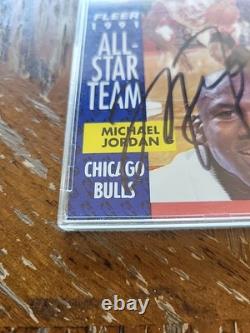 FLEER
1991
ALL-
STAR
TEAM
MICHAEL
JORDAN
CHICAGO
BULLS